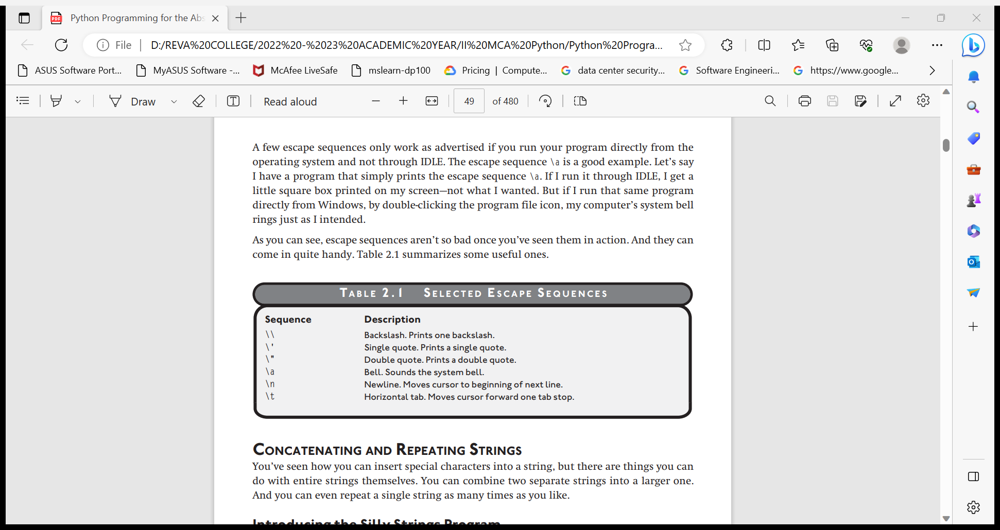 Python Programming for the Abs
File
D:/REVA%20COLLEGE/2022%20-%2023%20ACADEMIC%20YEAR/II%20MCA%20Python/Python%20Progra...
ASUS Software Port... MyASUS Software -... McAfee LiveSafe mslearn-dp100 Pricing | Compute... data center security... Software Engineeri... https://www.google...
Draw Read aloud 49 of 480
A few escape sequences only work as advertised if you run your program directly from the
operating system and not through IDLE. The escape sequence \a is a good example. Let’s say
I have a program that simply prints the escape sequence \a. If I run it through IDLE, I get a
little square box printed on my screen—not what I wanted. But if I run that same program
directly from Windows, by double-clicking the program file icon, my computer’s system bell
rings just as I intended.
As you can see, escape sequences aren’t so bad once you’ve seen them in action. And they can
come in quite handy. Table 2.1 summarizes some useful ones.
TABLE 2.1 SELECTED ESCAPE SEQUENCES
Sequence Description
\\ Backslash. Prints one backslash.
\' Single quote. Prints a single quote.
\" Double quote. Prints a double quote.
\a Bell. Sounds the system bell.
\n Newline. Moves cursor to beginning of next line.
\t Horizontal tab. Moves cursor forward one tab stop.
CONCATENATING AND REPEATING STRINGS
You’ve seen how you can insert special characters into a string, but there are things you can
do with entire strings themselves. You can combine two separate strings into a larger one.
And you can even repeat a single string as many times as you like.
Introducing the Silly Strings Program